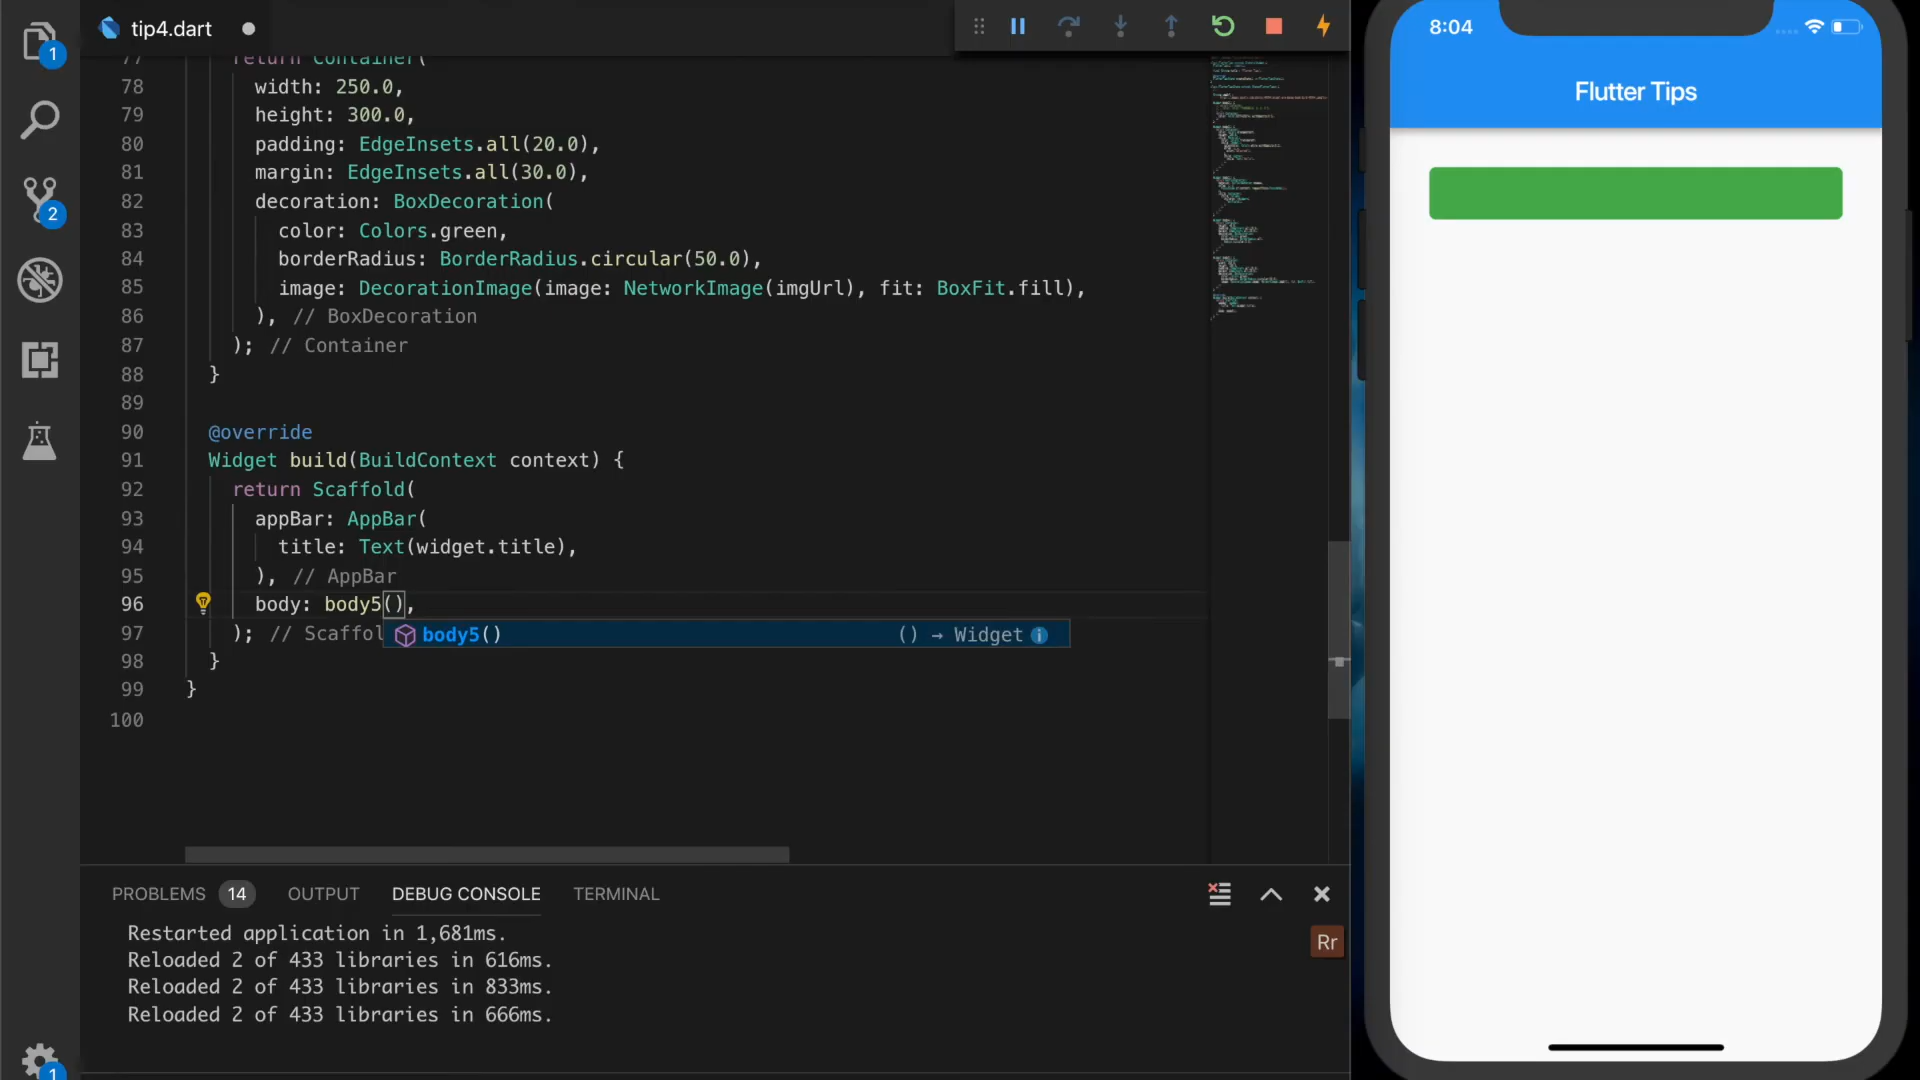 1
tip4.dart
77 return Container(
78 width: 250.0,
79 height: 300.0,
80 padding: EdgeInsets.all(20.0),
81 margin: EdgeInsets.all(30.0),
82 decoration: BoxDecoration(
83 color: Colors.green,
84 borderRadius: BorderRadius.circular(50.0),
85 image: DecorationImage(image: NetworkImage(imgUrl), fit: BoxFit.fill),
86 ), // BoxDecoration
87 ); // Container
88 }
89
90 @override
91 Widget build(BuildContext context) {
92 return Scaffold(
93 appBar: AppBar(
94 title: Text(widget.title),
95 ), // AppBar
96 body: body5(),
97 ); // Scaffol
body5() () → Widget
98 }
99 }
100
2
1
PROBLEMS 14 OUTPUT DEBUG CONSOLE TERMINAL
Restarted application in 1,681ms.
Reloaded 2 of 433 libraries in 616ms.
Reloaded 2 of 433 libraries in 833ms.
Reloaded 2 of 433 libraries in 666ms.
Rr
8:04
Flutter Tips